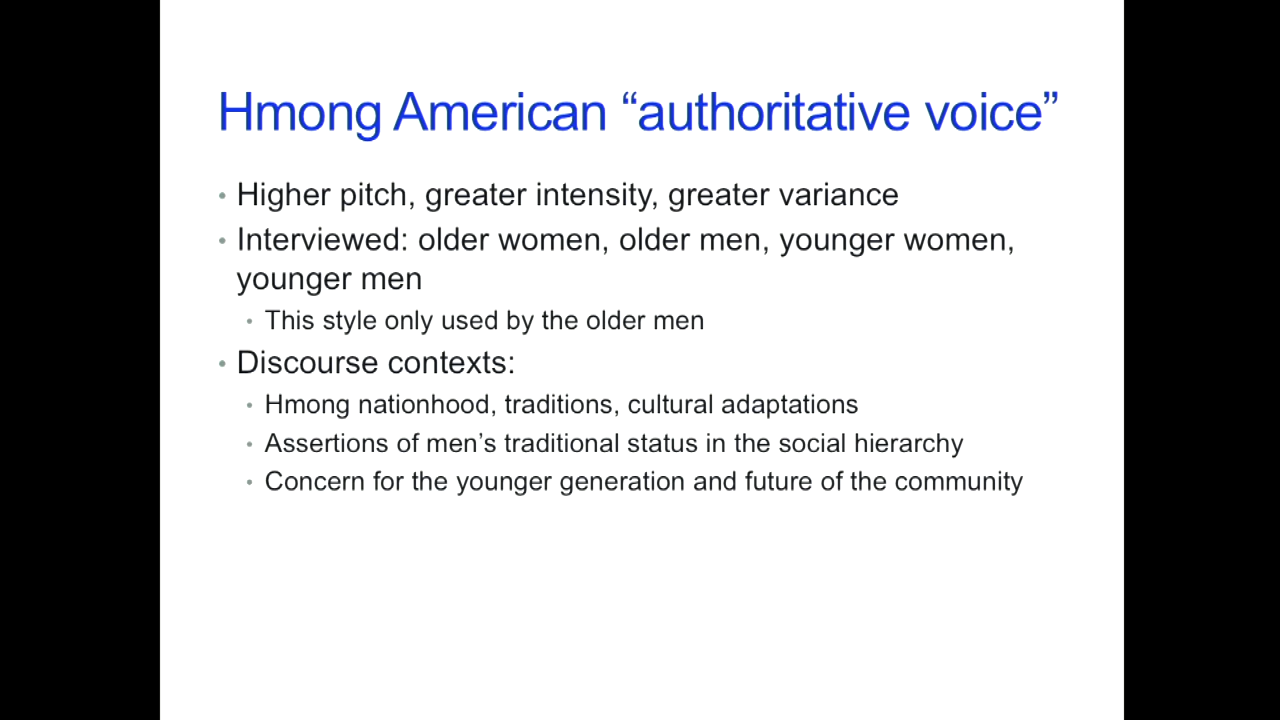 Hmong American “authoritative voice”
• Higher pitch, greater intensity, greater variance
• Interviewed: older women, older men, younger women,
younger men
• This style only used by the older men
• Discourse contexts:
• Hmong nationhood, traditions, cultural adaptations
• Assertions of men’s traditional status in the social hierarchy
• Concern for the younger generation and future of the community